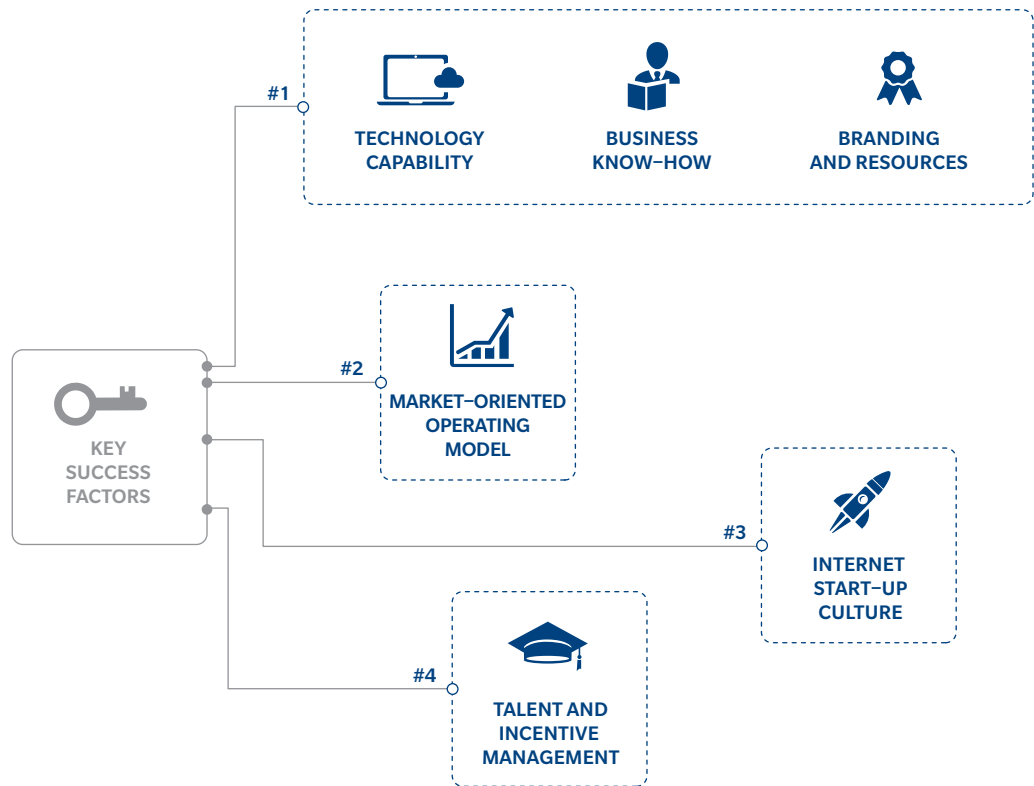 #1
TECHNOLOGY
CAPABILITY
BUSINESS
KNOW–HOW
BRANDING
AND RESOURCES
KEY
SUCCESS
FACTORS
#2
MARKET–ORIENTED
OPERATING
MODEL
#3
INTERNET
START–UP
CULTURE
#4
TALENT AND
INCENTIVE
MANAGEMENT